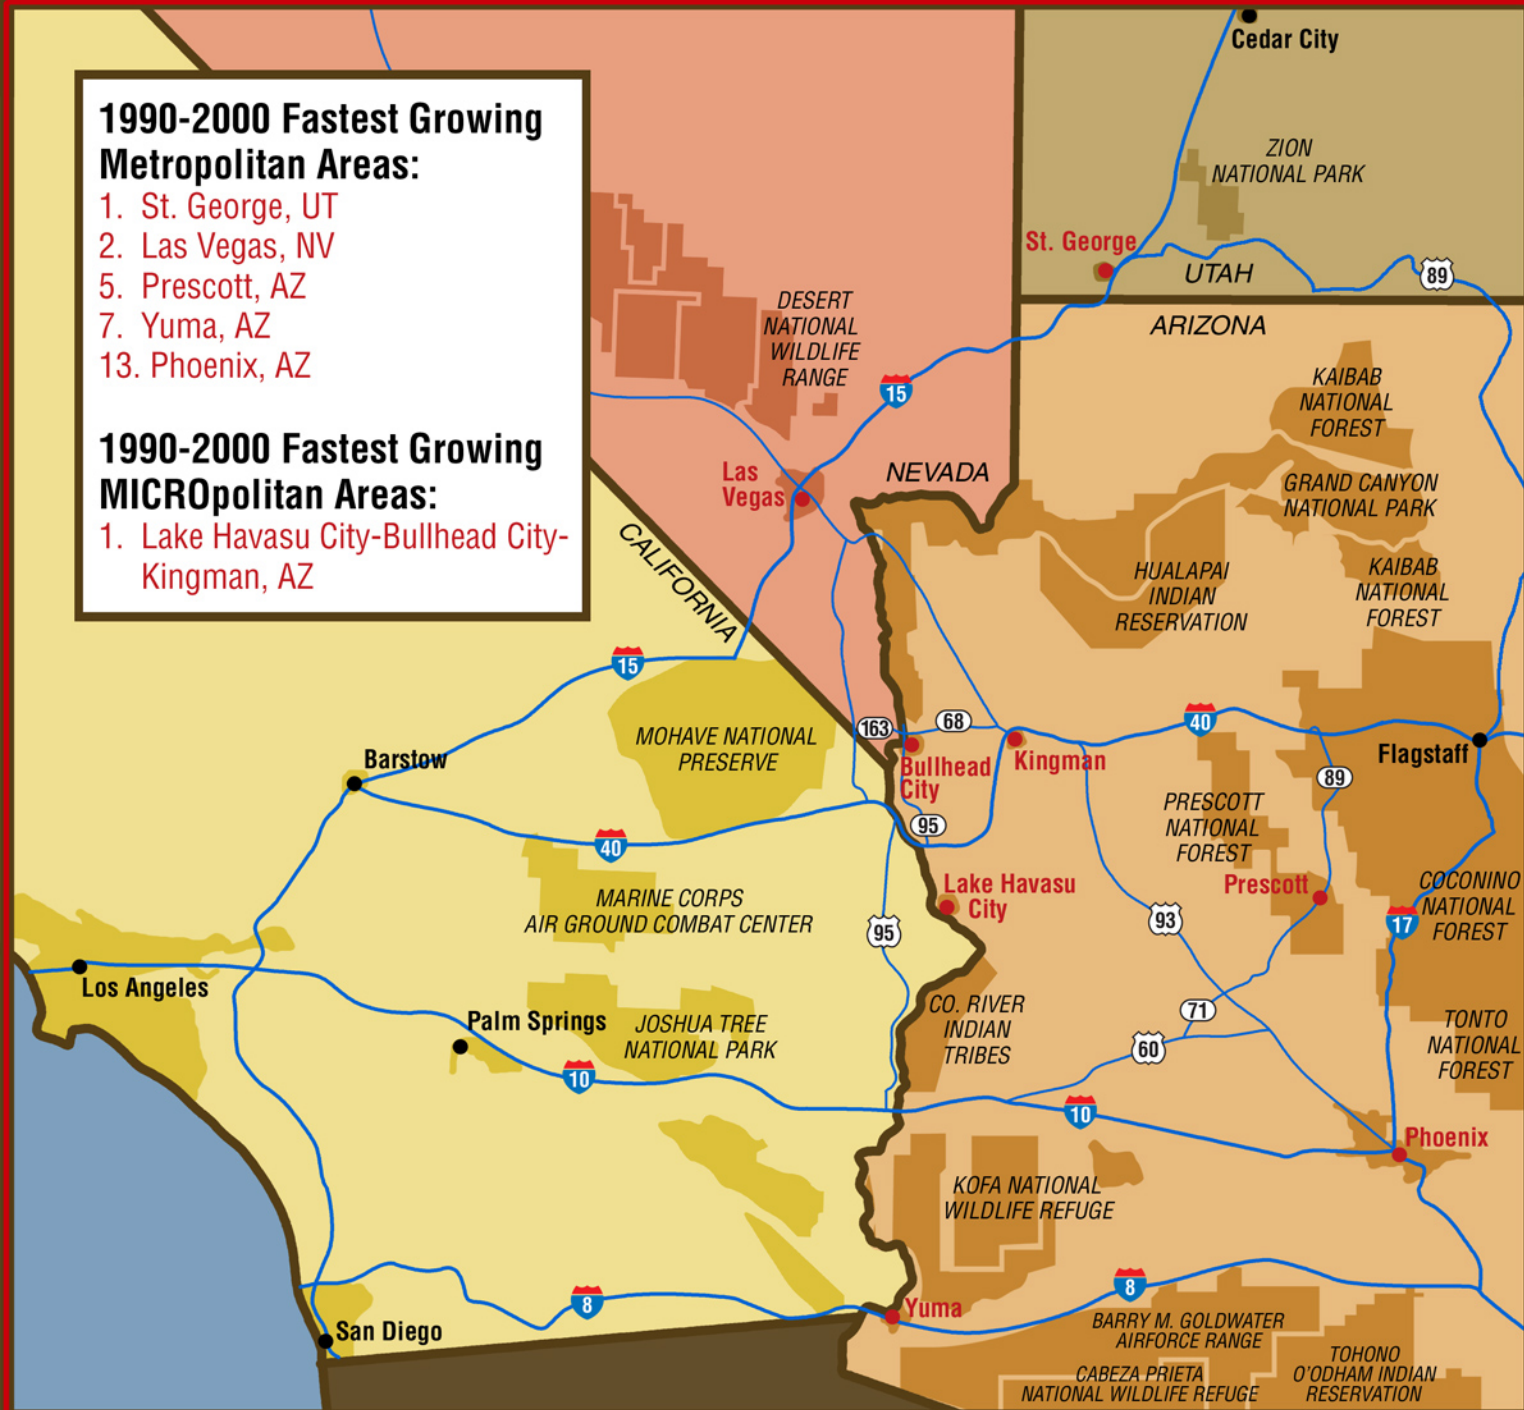 1990-2000 Fastest Growing
Metropolitan Areas:
1. St. George, UT
2. Las Vegas, NV
5. Prescott, AZ
7. Yuma, AZ
13. Phoenix, AZ
1990-2000 Fastest Growing
MICROpolitan Areas:
1. Lake Havasu City-Bullhead City-
Kingman, AZ
Cedar City
ZION
NATIONAL PARK
St. George
UTAH
89
ARIZONA
DESERT
NATIONAL
WILDLIFE
RANGE
15
KAIBAB
NATIONAL
FOREST
Las
Vegas
NEVADA
GRAND CANYON
NATIONAL PARK
CALIFORNIA
HUALAPAI
INDIAN
RESERVATION
KAIBAB
NATIONAL
FOREST
15
MOHAVE NATIONAL
PRESERVE
163
68
40
Barstow
Bullhead
City
Kingman
Flagstaff
89
40
95
PRESCOTT
NATIONAL
FOREST
MARINE CORPS
AIR GROUND COMBAT CENTER
Lake Havasu
City
Prescott
COCONINO
NATIONAL
FOREST
95
93
17
Los Angeles
Palm Springs
JOSHUA TREE
NATIONAL PARK
CO. RIVER
INDIAN
TRIBES
71
60
TONTO
NATIONAL
FOREST
10
10
Phoenix
KOFA NATIONAL
WILDLIFE REFUGE
8
8
Yuma
San Diego
BARRY M. GOLDWATER
AIRFORCE RANGE
CABEZA PRIETA
NATIONAL WILDLIFE REFUGE
TOHONO
O'ODHAM INDIAN
RESERVATION